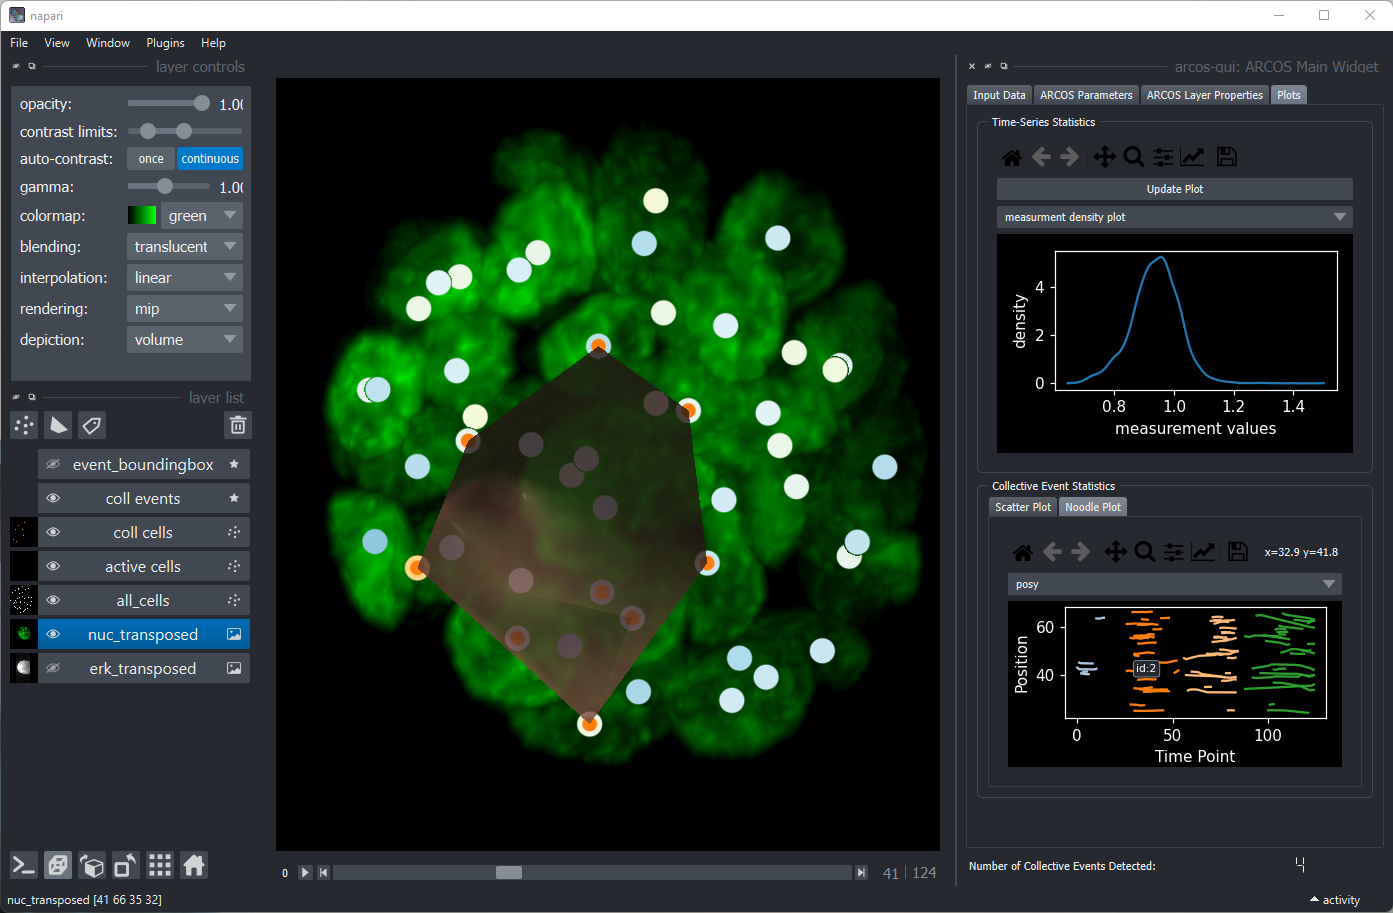 napari
File View Window Plugins Help
layer controls
opacity: 1.00
contrast limits:
auto-contrast: once continuous
gamma: 1.00
colormap: green
blending: translucent
interpolation: linear
rendering: mip
depiction: volume
layer list
event_boundingbox
coll events
coll cells
active cells
all_cells
nuc_transposed
erk_transposed
0
41 124
nuc_transposed [41 66 35 32]
arcos-gui: ARCOS Main Widget
Input Data ARCOS Parameters ARCOS Layer Properties Plots
Time-Series Statistics
Update Plot
measurment density plot
density
4
2
0
0.8 1.0 1.2 1.4
measurement values
Collective Event Statistics
Scatter Plot Noodle Plot
x=32.9 y=41.8
posy
Position
60
40
id:2
0 50 100
Time Point
Number of Collective Events Detected:
activity